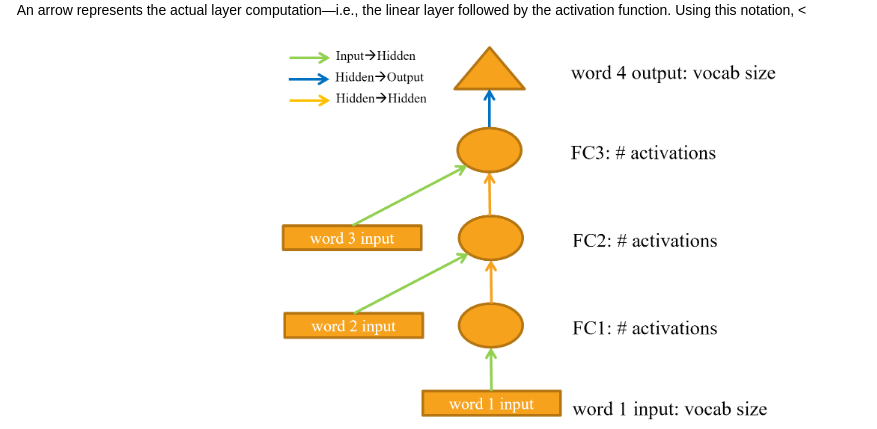 An arrow represents the actual layer computation—i.e., the linear layer followed by the activation function. Using this notation, <
Input→Hidden
Hidden→Output
Hidden→Hidden
word 4 output: vocab size
FC3: # activations
word 3 input
FC2: # activations
word 2 input
FC1: # activations
word 1 input
word 1 input: vocab size